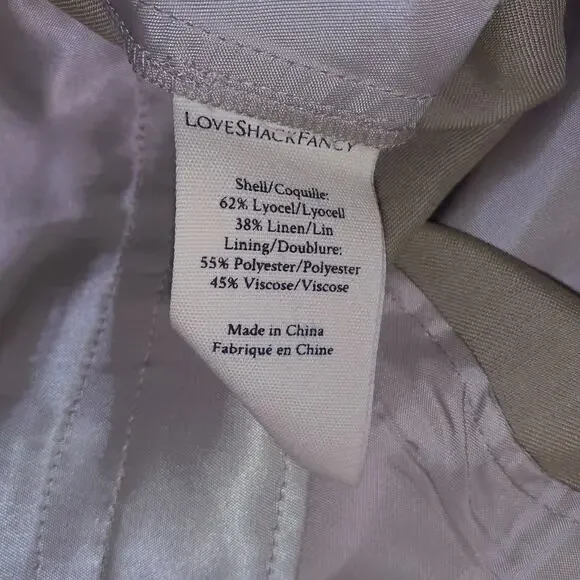 LOVESHACKFANCY
Shell/Coquille:
62% Lyocel/Lyocell
38% Linen/Lin
Lining/Doublure:
55% Polyester/Polyester
45% Viscose/Viscose
Made in China
Fabriqué en Chine